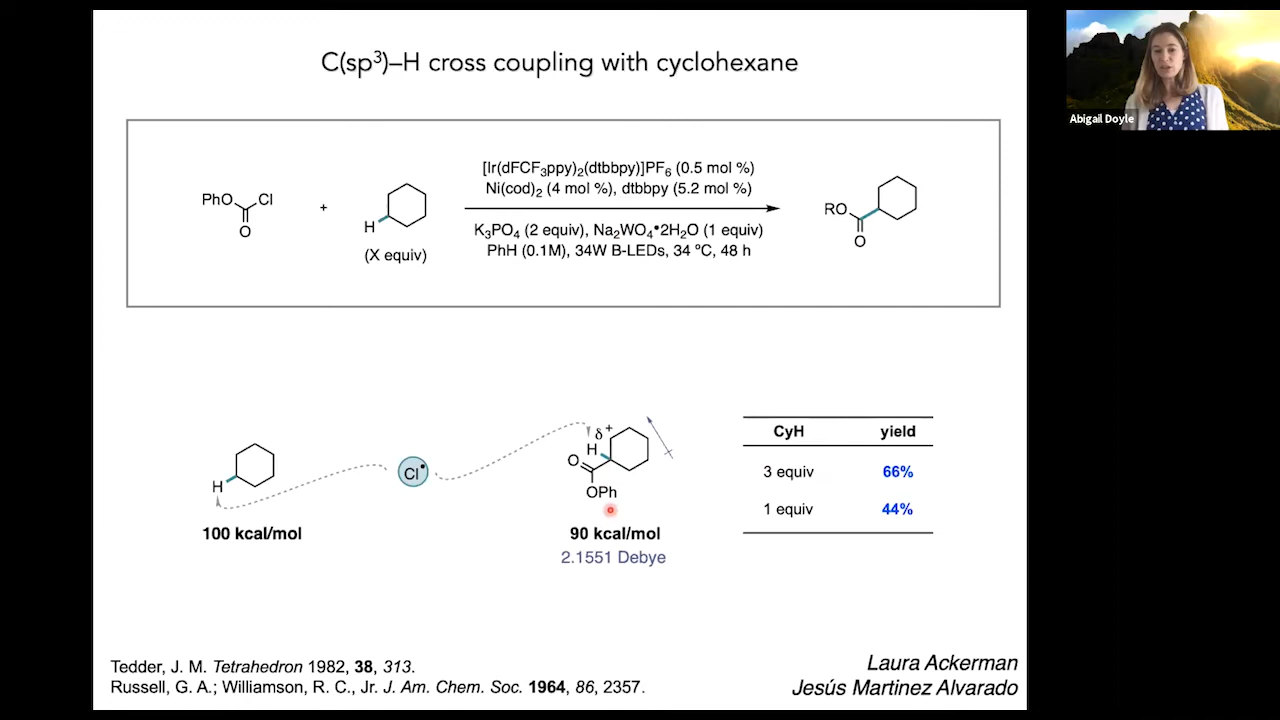 C(sp³)–H cross coupling with cyclohexane
Abigail Doyle
PhO Cl
O
+
H
(X equiv)
[Ir(dFCF₃ppy)₂(dtbbpy)]PF₆ (0.5 mol %)
Ni(cod)₂ (4 mol %), dtbbpy (5.2 mol %)
K₃PO₄ (2 equiv), Na₂WO₄•2H₂O (1 equiv)
PhH (0.1M), 34W B-LEDs, 34 ºC, 48 h
RO
O
H
100 kcal/mol
Cl•
δ⁺
H
O
OPh
90 kcal/mol
2.1551 Debye
CyH yield
3 equiv 66%
1 equiv 44%
Tedder, J. M. Tetrahedron 1982, 38, 313.
Russell, G. A.; Williamson, R. C., Jr. J. Am. Chem. Soc. 1964, 86, 2357.
Laura Ackerman
Jesús Martinez Alvarado